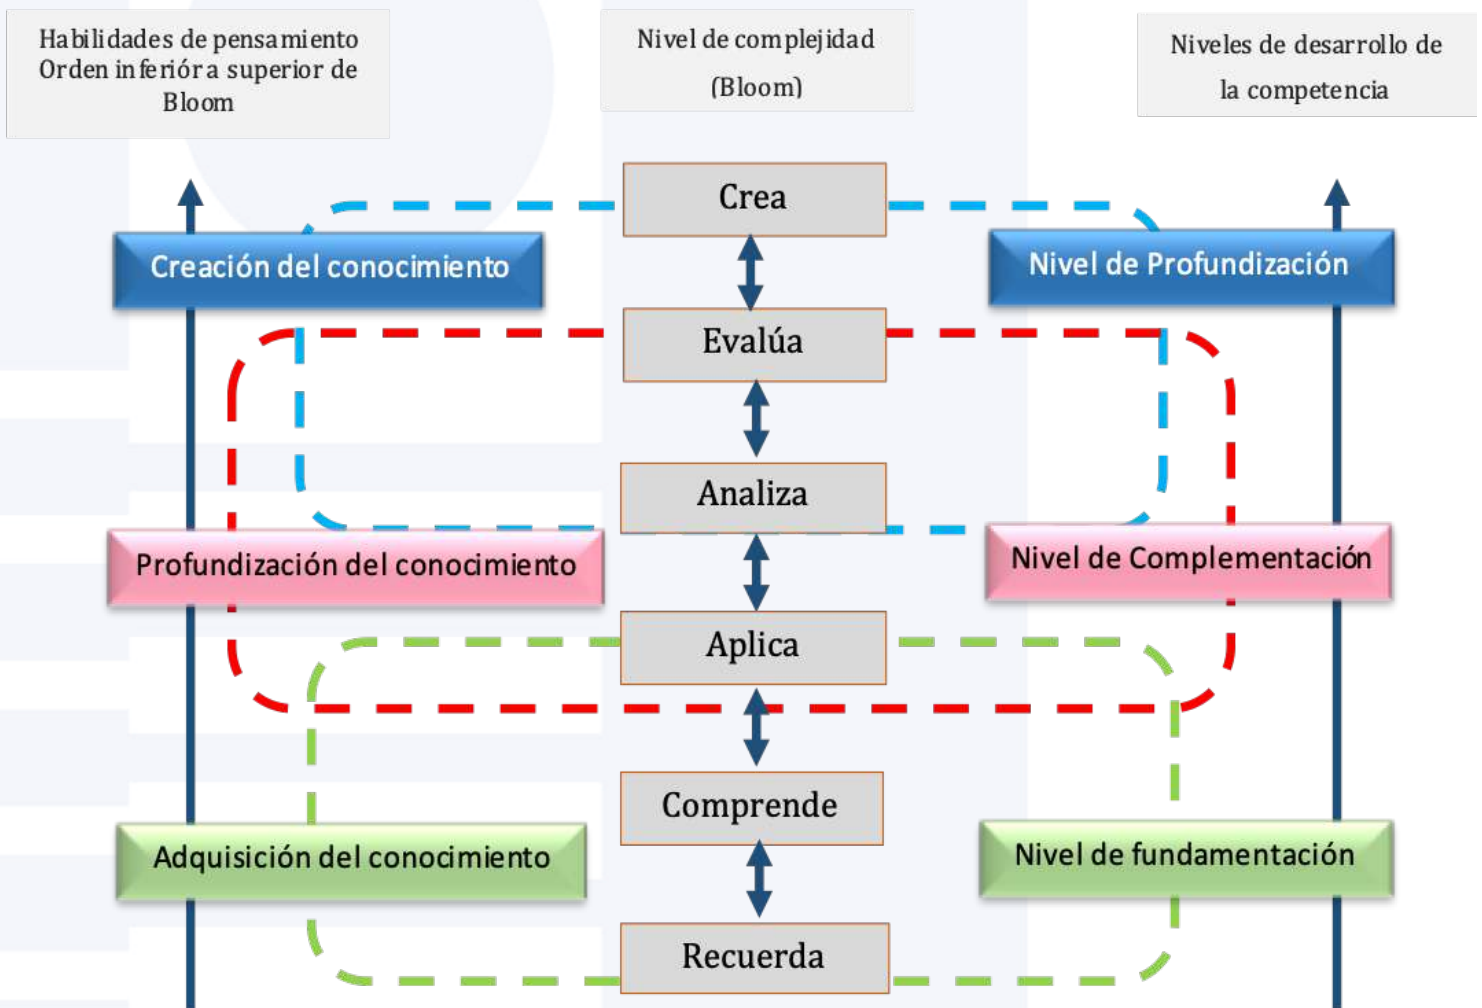 Habilidades de pensamiento
Orden inferiór a superior de
Bloom
Nivel de complejidad
(Bloom)
Niveles de desarrollo de
la competencia
Crea
Creación del conocimiento
Nivel de Profundización
Evalúa
Analiza
Profundización del conocimiento
Nivel de Complementación
Aplica
Comprende
Adquisición del conocimiento
Nivel de fundamentación
Recuerda